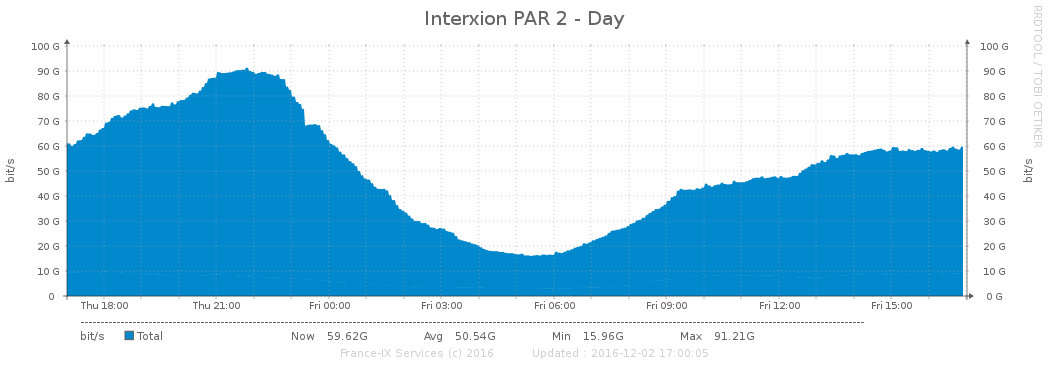 Interxion PAR 2 - Day
RRDTOOL / TOBI OETIKER
bit/s
bit/s
100 G 100 G
90 G 90 G
80 G 80 G
70 G 70 G
60 G 60 G
50 G 50 G
40 G 40 G
30 G 30 G
20 G 20 G
10 G 10 G
0 0 G
Thu 18:00 Thu 21:00 Fri 00:00 Fri 03:00 Fri 06:00 Fri 09:00 Fri 12:00 Fri 15:00
bit/s Total Now 59.62G Avg 50.54G Min 15.96G Max 91.21G
France-IX Services (c) 2016 Updated : 2016-12-02 17:00:05